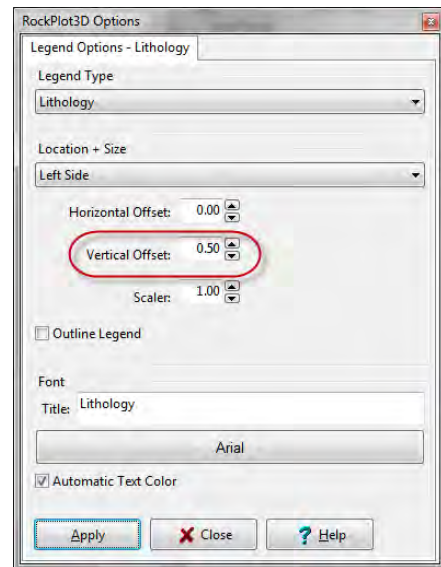 RockPlot3D Options
Legend Options - Lithology
Legend Type
Lithology
Location + Size
Left Side
Horizontal Offset: 0.00
Vertical Offset: 0.50
Scaler: 1.00
Outline Legend
Font
Title: Lithology
Arial
Automatic Text Color
Apply Close ? Help